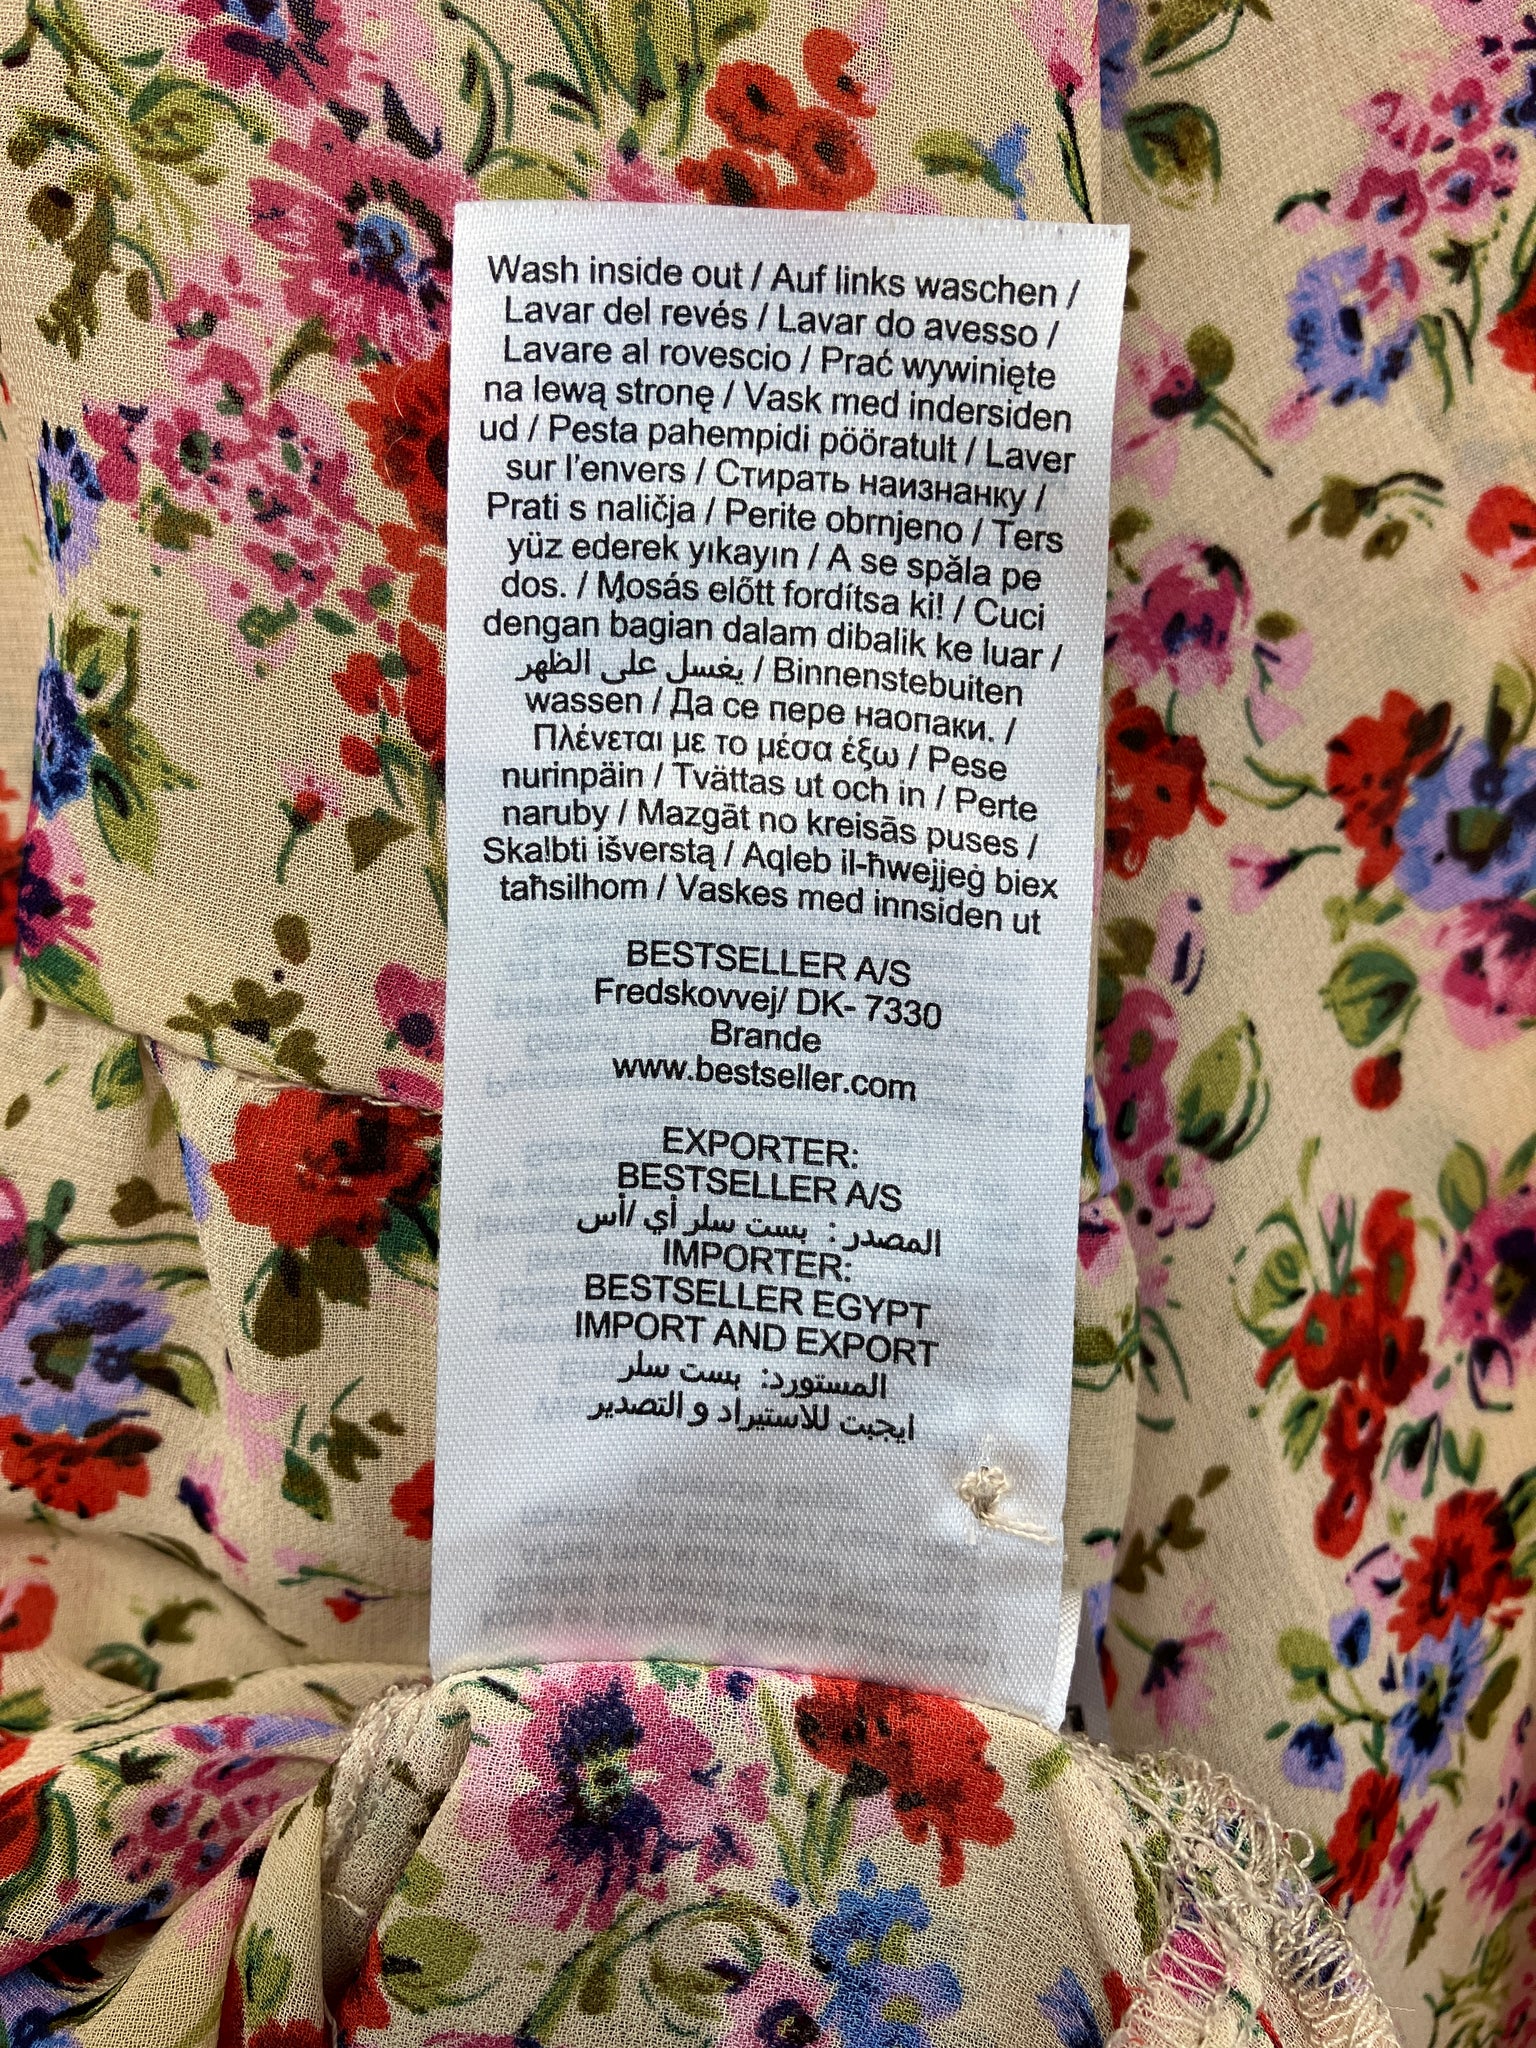 Wash inside out / Auf links waschen /
Lavar del revés / Lavar do avesso /
Lavare al rovescio / Prać wywinięte
na lewą stronę / Vask med indersiden
ud / Pesta pahempidi pööratult / Laver
sur l'envers / Стирать наизнанку /
Prati s naličja / Perite obrnjeno / Ters
yüz ederek yıkayın / A se spăla pe
dos. / Mosás előtt fordítsa ki! / Cuci
dengan bagian dalam dibalik ke luar /
يغسل على الظهر / Binnenstebuiten
wassen / Да се пере наопаки. /
Πλένεται με το μέσα έξω / Pese
nurinpäin / Tvättas ut och in / Perte
naruby / Mazgāt no kreisās puses /
Skalbti išverstą / Aqleb il-ħwejjeġ biex
taħsilhom / Vaskes med innsiden ut
BESTSELLER A/S
Fredskovvej/ DK- 7330
Brande
www.bestseller.com
EXPORTER:
BESTSELLER A/S
المصدر : بست سلر أي /أس
IMPORTER:
BESTSELLER EGYPT
IMPORT AND EXPORT
المستورد: بست سلر
ايجبت للاستيراد و التصدير